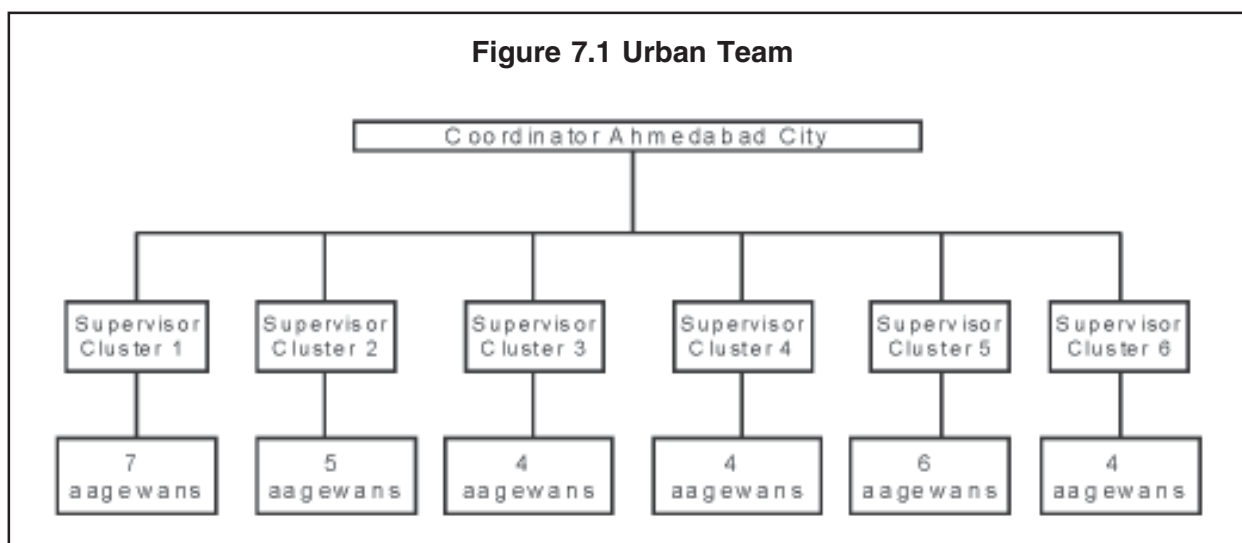 Figure 7.1 Urban Team
Coordinator Ahmedabad City
Supervisor
Cluster 1
Supervisor
Cluster 2
Supervisor
Cluster 3
Supervisor
Cluster 4
Supervisor
Cluster 5
Supervisor
Cluster 6
7
aagewans
5
aagewans
4
aagewans
4
aagewans
6
aagewans
4
aagewans